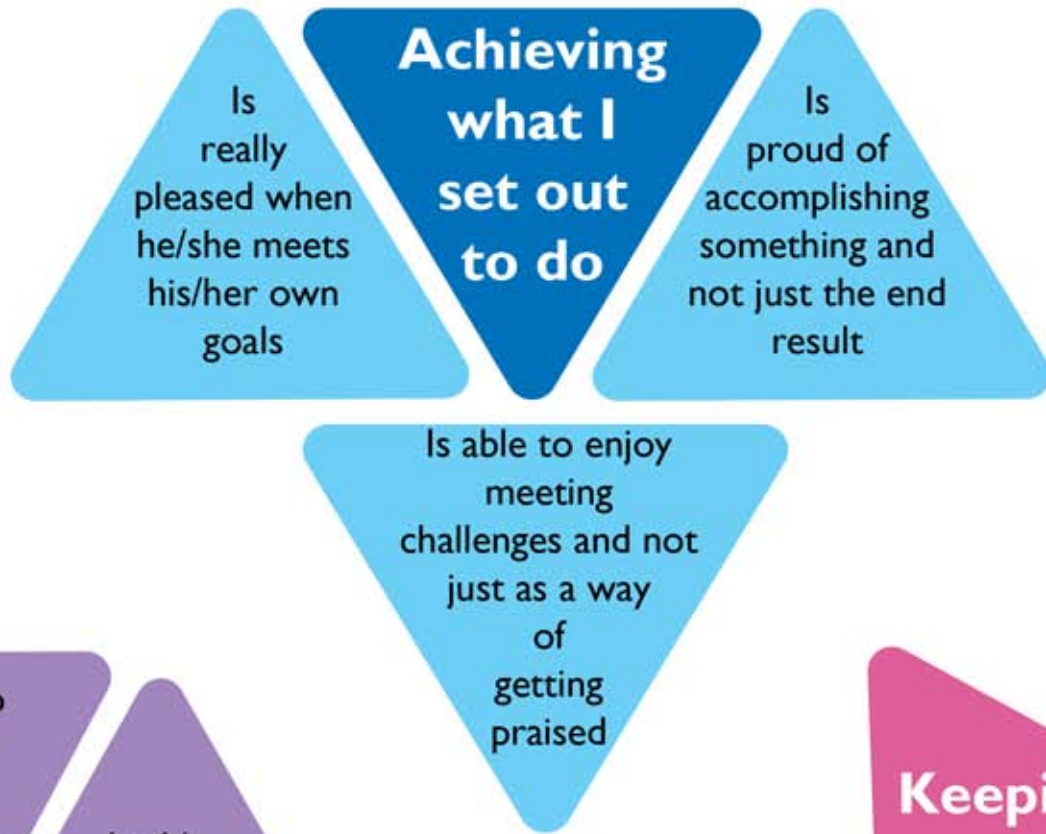 Achieving
what I
set out
to do
Is
really
pleased when
he/she meets
his/her own
goals
Is
proud of
accomplishing
something and
not just the end
result
Is able to enjoy
meeting
challenges and not
just as a way
of
getting
praised
Keepi